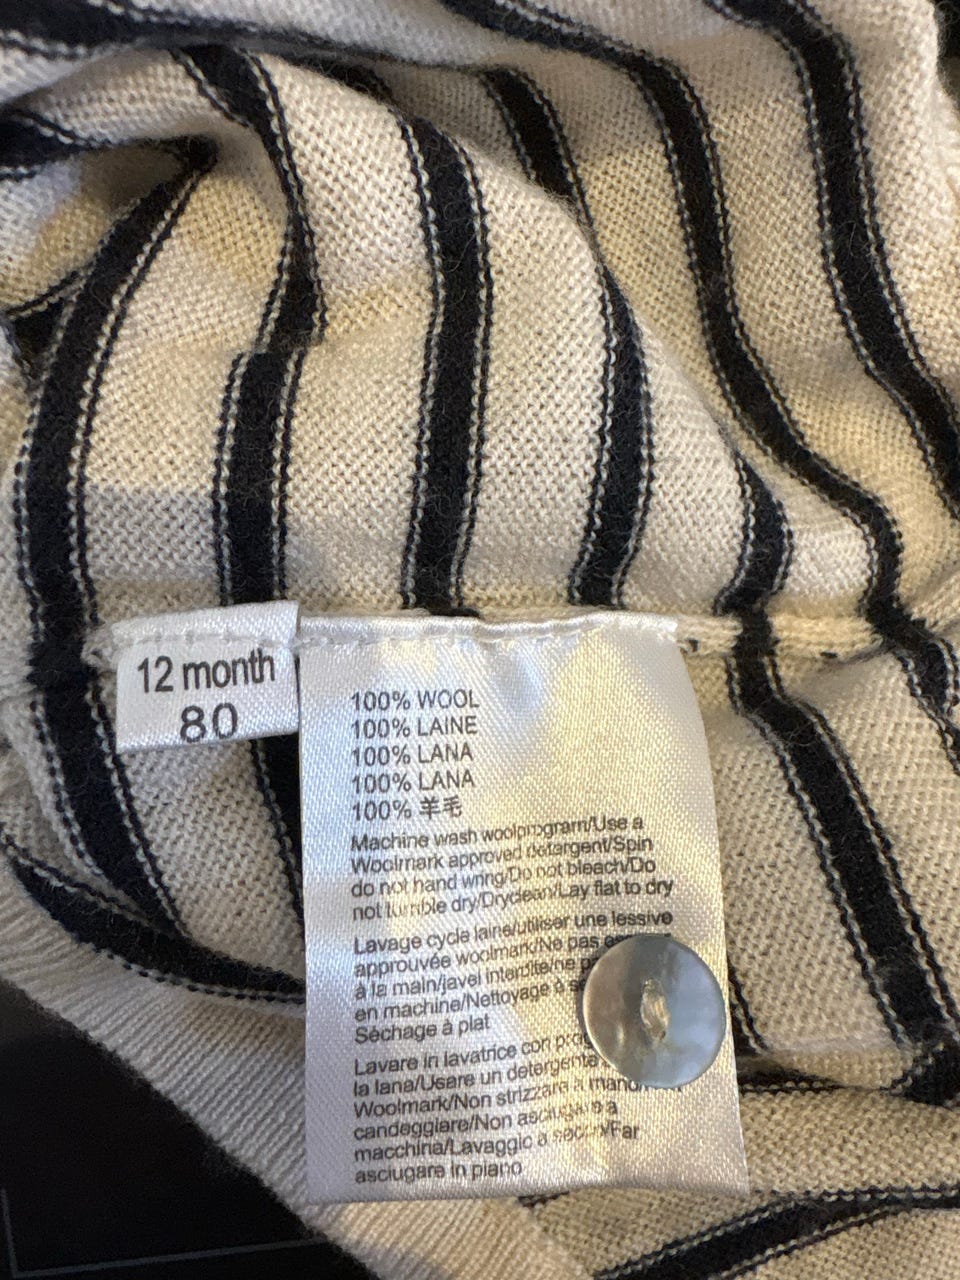 12 month
80
100% WOOL
100% LAINE
100% LANA
100% LANA
100% 羊毛
Machine wash woolprogram/Use a
Woolmark approved detergent/Spin
do not hand wring/Do not bleach/Do
not tumble dry/Dryclean/Lay flat to dry
Lavage cycle laine/utiliser une lessive
approuvée woolmark/Ne pas
à la main/javel interdite/ne
en machine/Nettoyage à
Séchage à plat
Lavare in lavatrice con
la lana/Usare un detergente
Woolmark/Non strizzare a
candeggiare/Non asciugare a
macchina/Lavaggio a secco/Far
asciugare in piano